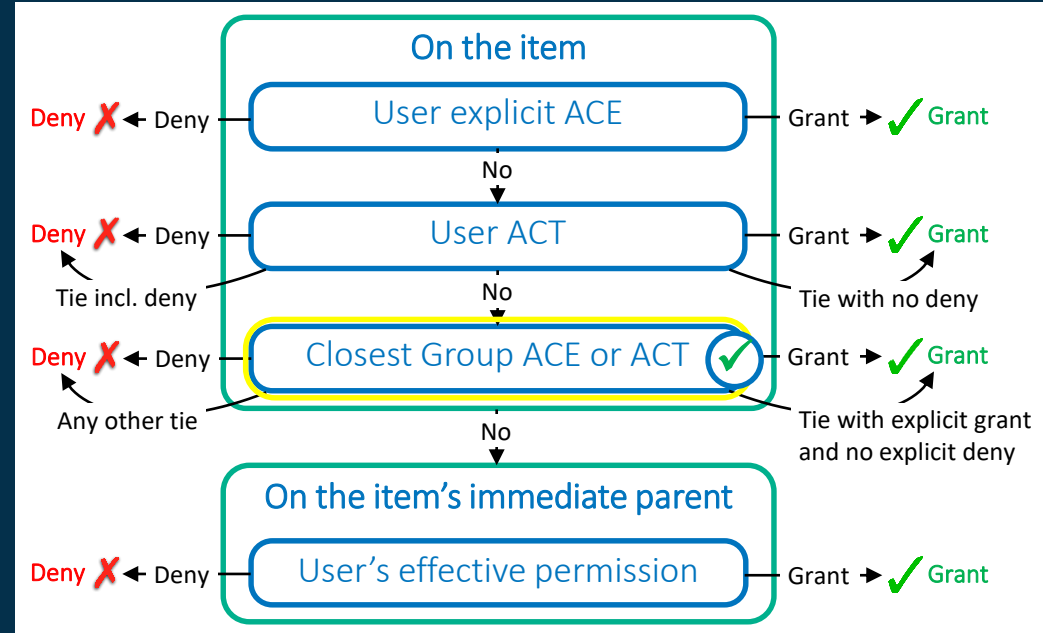 On the item
Deny Deny User explicit ACE Grant Grant
No
Deny Deny User ACT Grant Grant
Tie incl. deny No Tie with no deny
Deny Deny Closest Group ACE or ACT Grant Grant
Any other tie No Tie with explicit grant
and no explicit deny
On the item's immediate parent
Deny Deny User's effective permission Grant Grant